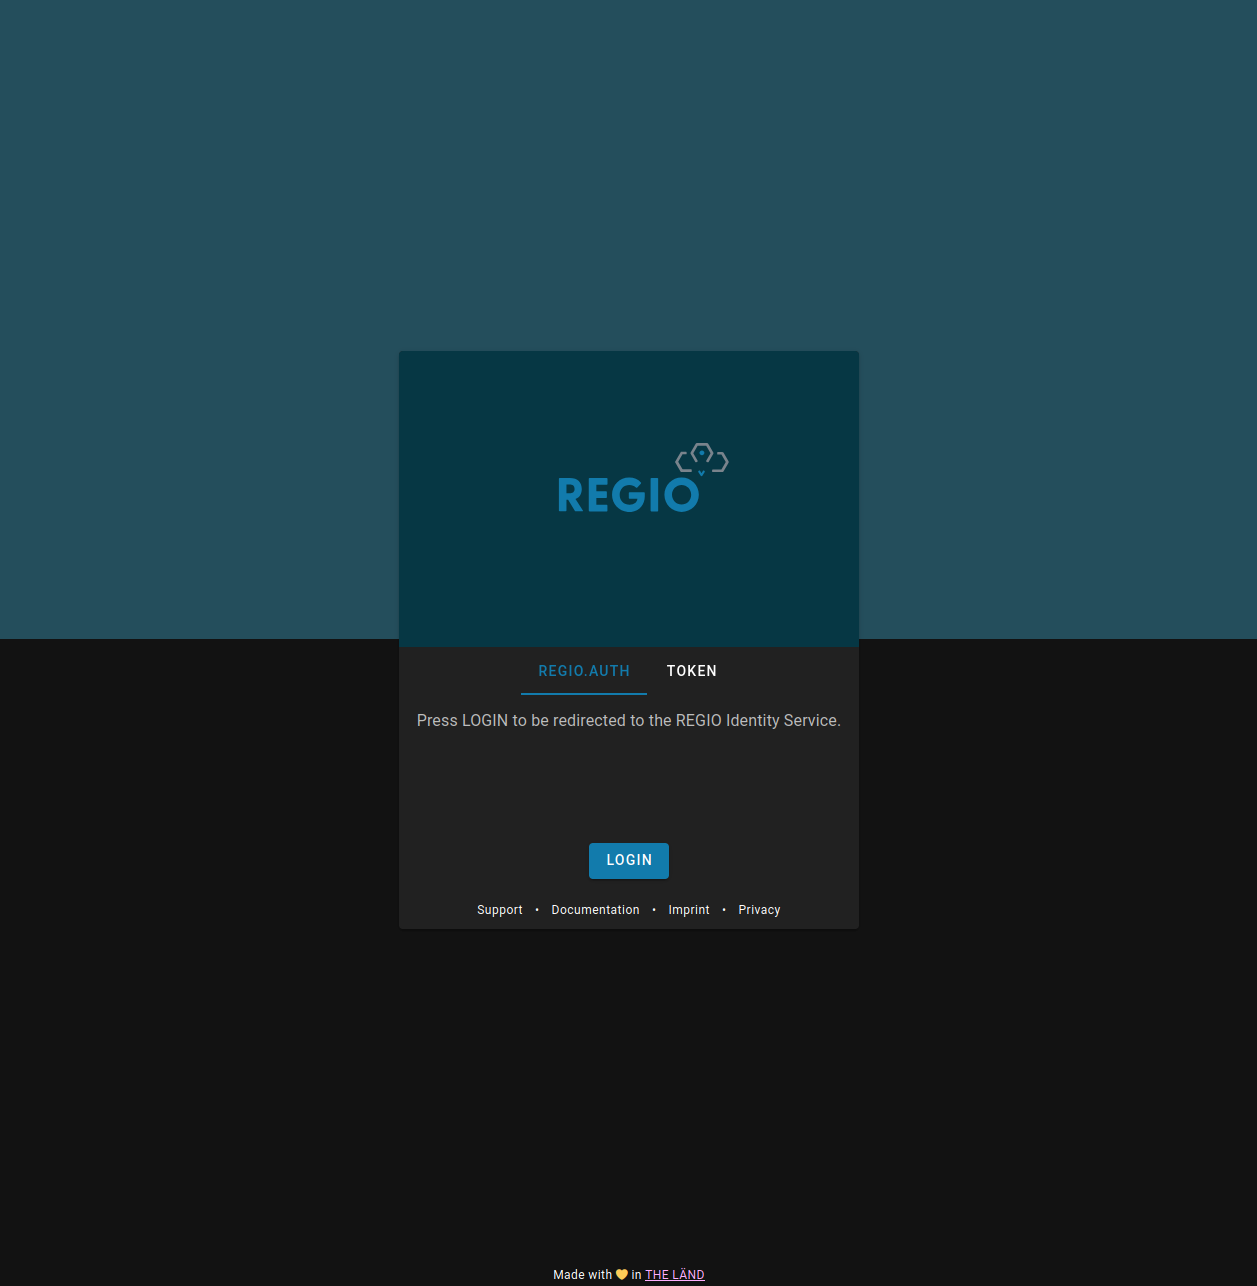 REGIO
REGIO.AUTH TOKEN
Press LOGIN to be redirected to the REGIO Identity Service.
LOGIN
Support • Documentation • Imprint • Privacy
Made with 💛 in THE LÄND